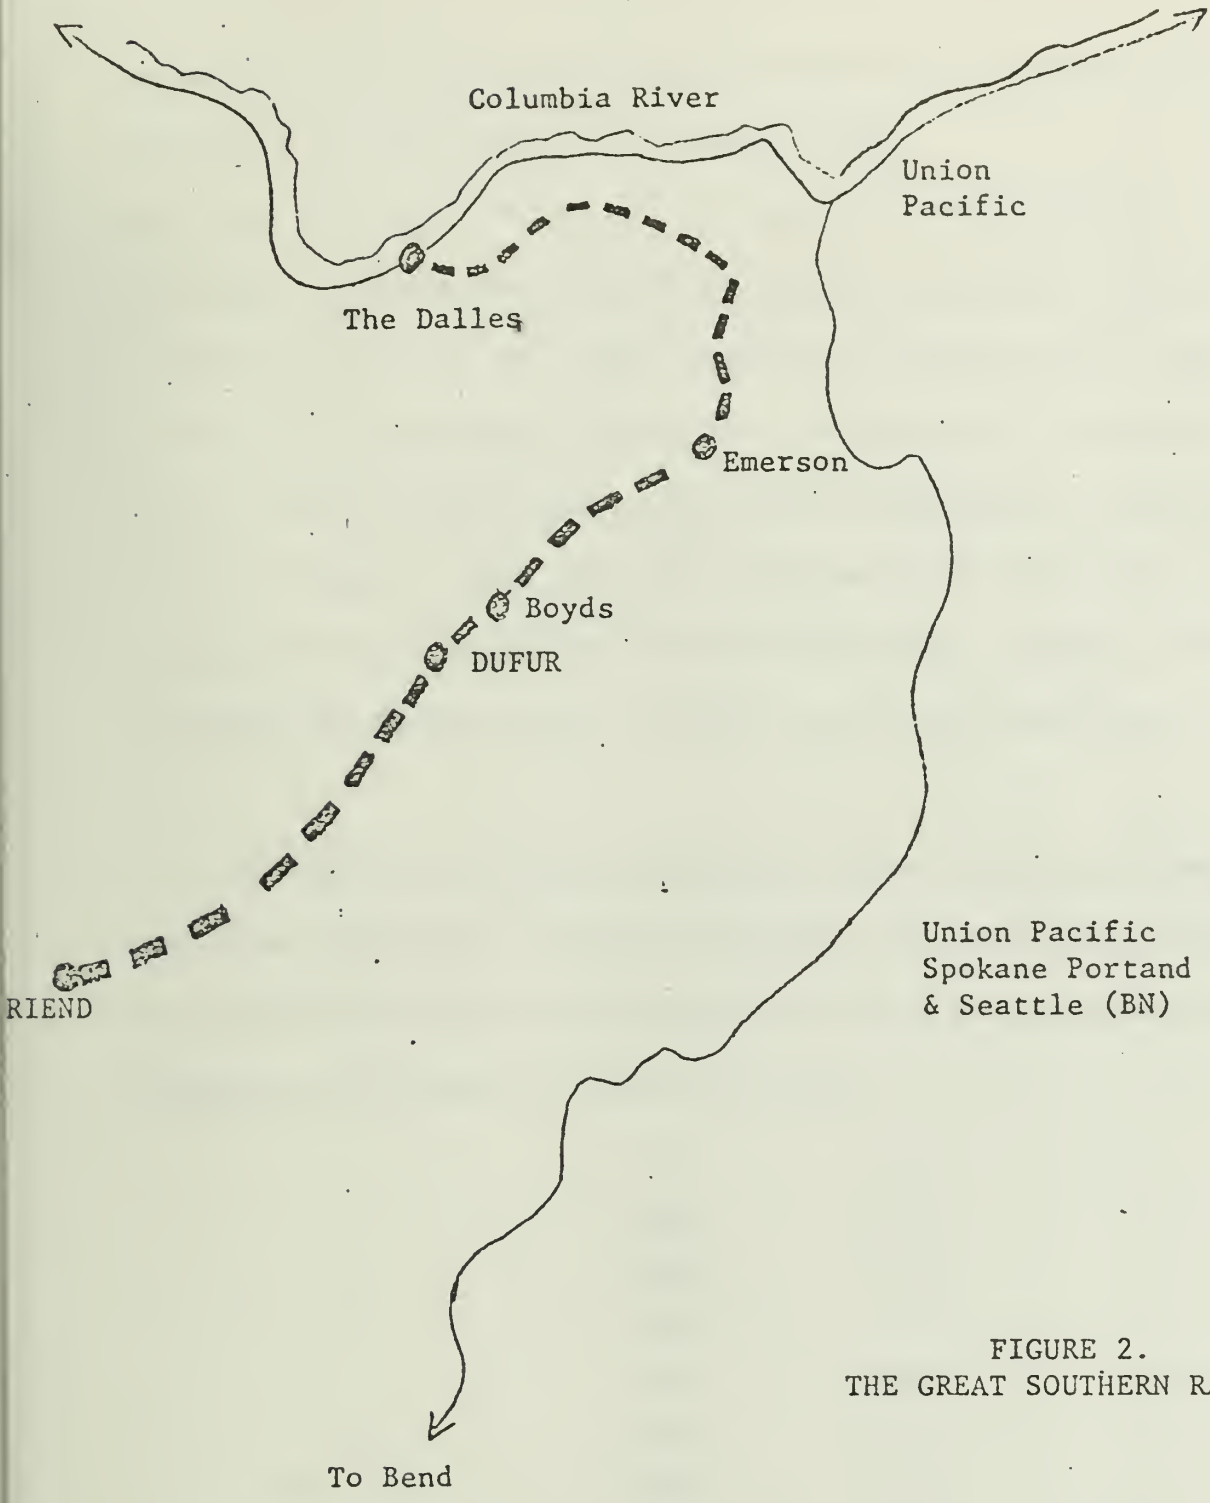 Columbia River
Union
Pacific
The Dalles
Emerson
Boyds
DUFUR
Union Pacific
Spokane Portand
& Seattle (BN)
RIEND
FIGURE 2.
THE GREAT SOUTHERN R
To Bend